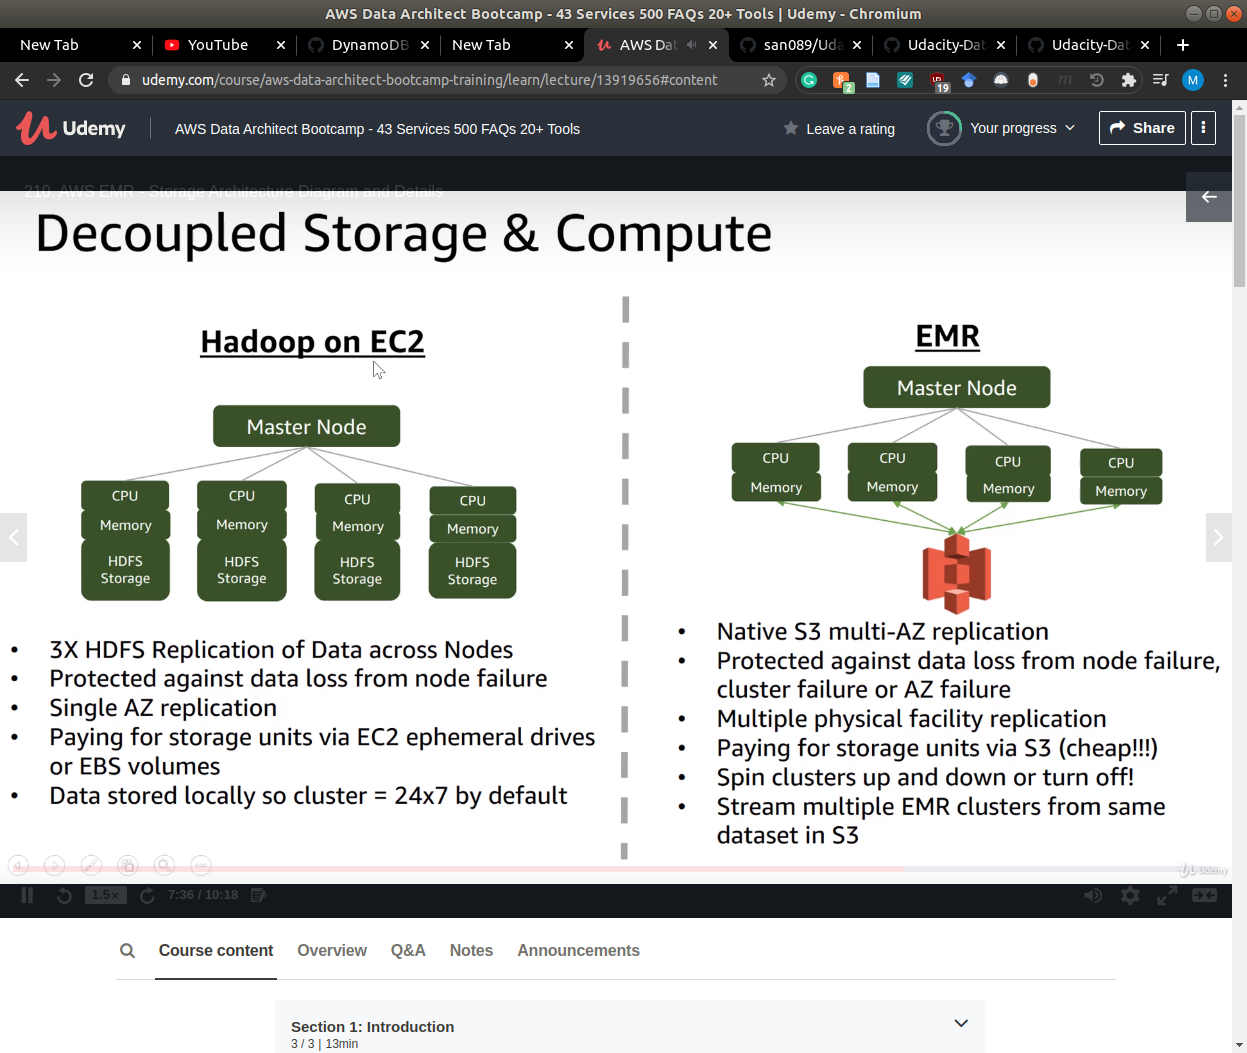 AWS Data Architect Bootcamp - 43 Services 500 FAQs 20+ Tools | Udemy - Chromium
New Tab
YouTube
DynamoDB
New Tab
AWS Dat
san089/Uda
Udacity-Dat
Udacity-Dat
udemy.com/course/aws-data-architect-bootcamp-training/learn/lecture/13919656#content
2
19
M
Udemy
AWS Data Architect Bootcamp - 43 Services 500 FAQs 20+ Tools
Leave a rating
Your progress
Share
210. AWS EMR - Storage Architecture Diagram and Details
Decoupled Storage & Compute
Hadoop on EC2
Master Node
CPU
Memory
HDFS
Storage
CPU
Memory
HDFS
Storage
CPU
Memory
HDFS
Storage
CPU
Memory
HDFS
Storage
• 3X HDFS Replication of Data across Nodes
• Protected against data loss from node failure
• Single AZ replication
• Paying for storage units via EC2 ephemeral drives
or EBS volumes
• Data stored locally so cluster = 24x7 by default
EMR
Master Node
CPU
Memory
CPU
Memory
CPU
Memory
CPU
Memory
• Native S3 multi-AZ replication
• Protected against data loss from node failure,
cluster failure or AZ failure
• Multiple physical facility replication
• Paying for storage units via S3 (cheap!!!)
• Spin clusters up and down or turn off!
• Stream multiple EMR clusters from same
dataset in S3
Udemy
1.5x
7:36 / 10:18
Course content
Overview
Q&A
Notes
Announcements
Section 1: Introduction
3 / 3 | 13min